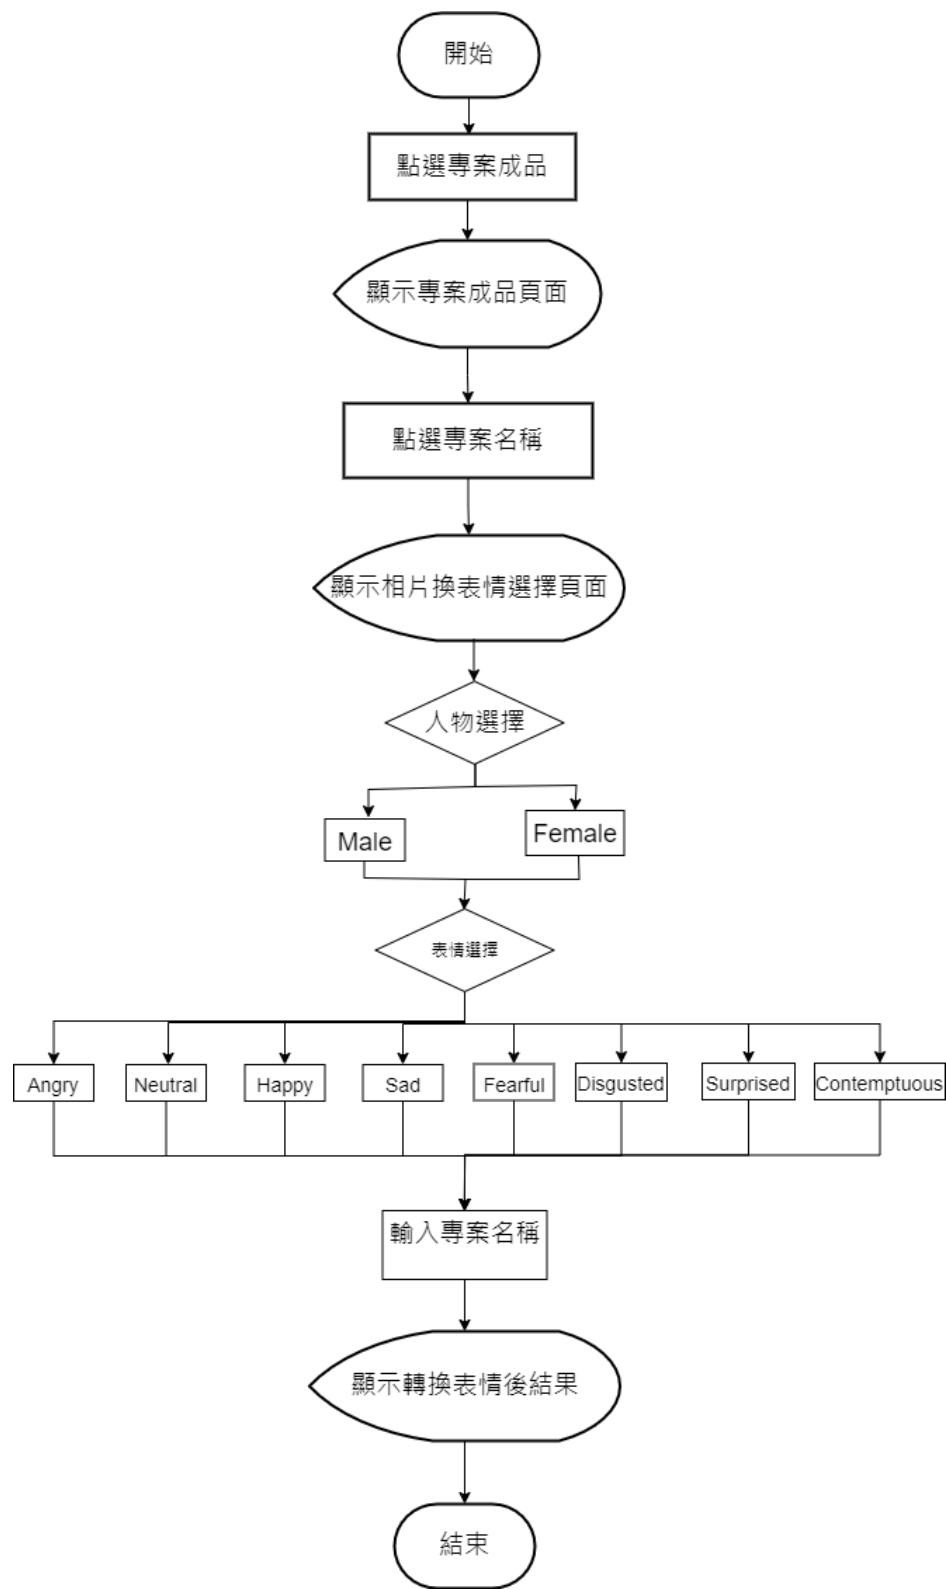 開始
點選專案成品
顯示專案成品頁面
點選專案名稱
顯示相片換表情選擇頁面
人物選擇
Male
Female
表情選擇
Angry
Neutral
Happy
Sad
Fearful
Disgusted
Surprised
Contemptuous
輸入專案名稱
顯示轉換表情後結果
結束